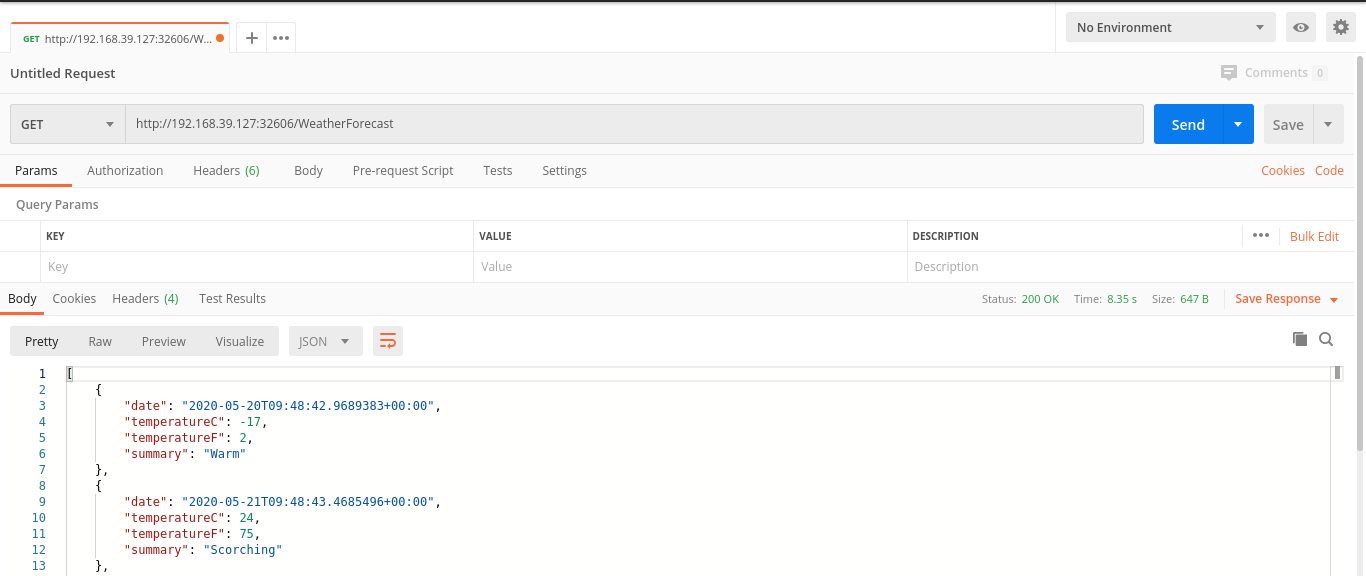 GET http://192.168.39.127:32606/W... + ••• No Environment
Untitled Request Comments 0
GET http://192.168.39.127:32606/WeatherForecast Send Save
Params Authorization Headers (6) Body Pre-request Script Tests Settings Cookies Code
Query Params
KEY VALUE DESCRIPTION ••• Bulk Edit
Key Value Description
Body Cookies Headers (4) Test Results Status: 200 OK Time: 8.35 s Size: 647 B Save Response
Pretty Raw Preview Visualize JSON
1 [
2 {
3 "date": "2020-05-20T09:48:42.9689383+00:00",
4 "temperatureC": -17,
5 "temperatureF": 2,
6 "summary": "Warm"
7 },
8 {
9 "date": "2020-05-21T09:48:43.4685496+00:00",
10 "temperatureC": 24,
11 "temperatureF": 75,
12 "summary": "Scorching"
13 },